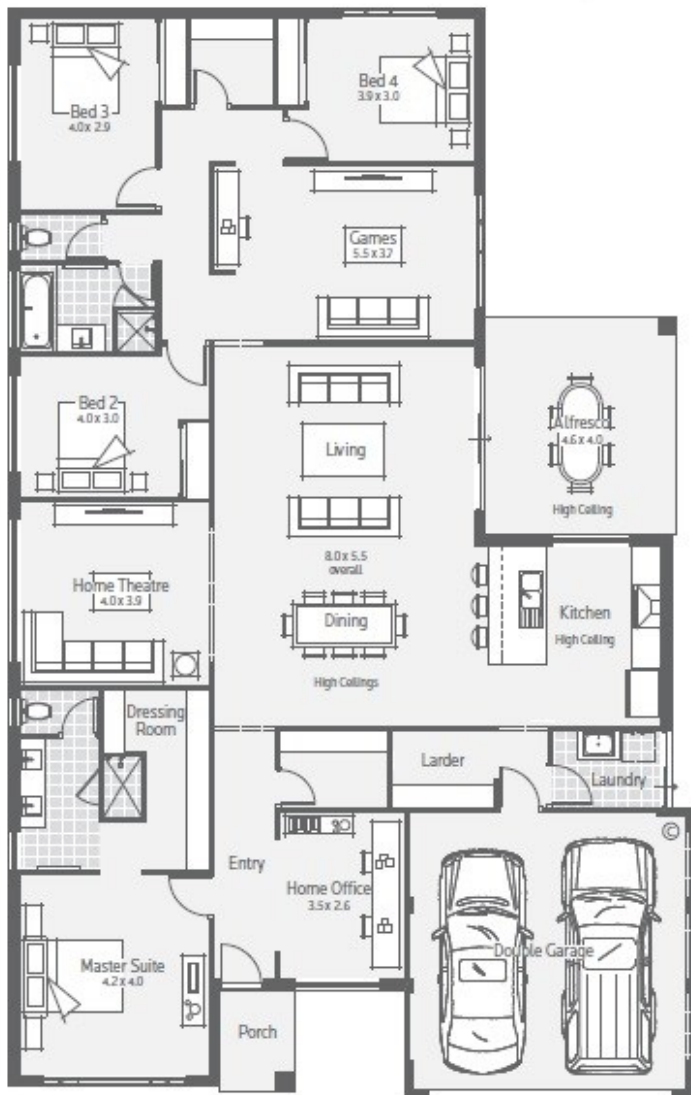 Bed 3
4.0 x 2.9
Bed 4
3.9 x 3.0
Games
5.5 x 3.7
Bed 2
4.0 x 3.0
Living
Alfresco
4.6 x 4.0
High Ceiling
Home Theatre
4.0 x 3.9
8.0 x 5.5
overall
Dining
High Ceilings
Kitchen
High Ceiling
Dressing
Room
Larder
Laundry
©
Entry
Home Office
3.5 x 2.6
Double Garage
Master Suite
4.2 x 4.0
Porch